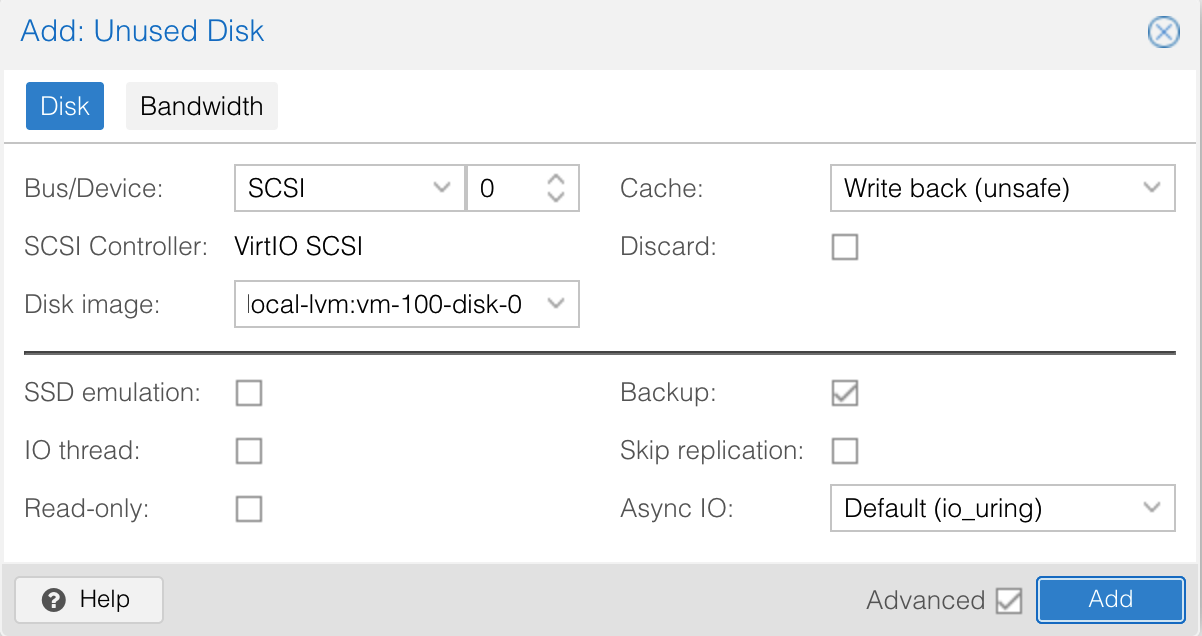 Add: Unused Disk
Disk Bandwidth
Bus/Device: SCSI 0 Cache: Write back (unsafe)
SCSI Controller: VirtIO SCSI Discard:
Disk image: local-lvm:vm-100-disk-0
SSD emulation: Backup:
IO thread: Skip replication:
Read-only: Async IO: Default (io_uring)
Help Advanced Add